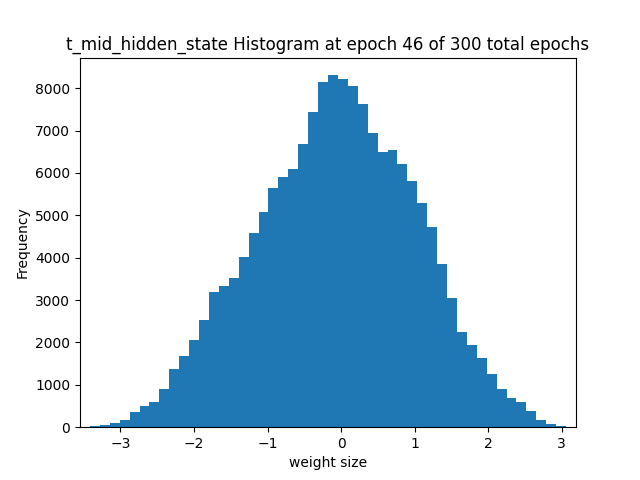 t_mid_hidden_state Histogram at epoch 46 of 300 total epochs
8000
7000
6000
5000
4000
3000
2000
1000
0
Frequency
−3 −2 −1 0 1 2 3
weight size